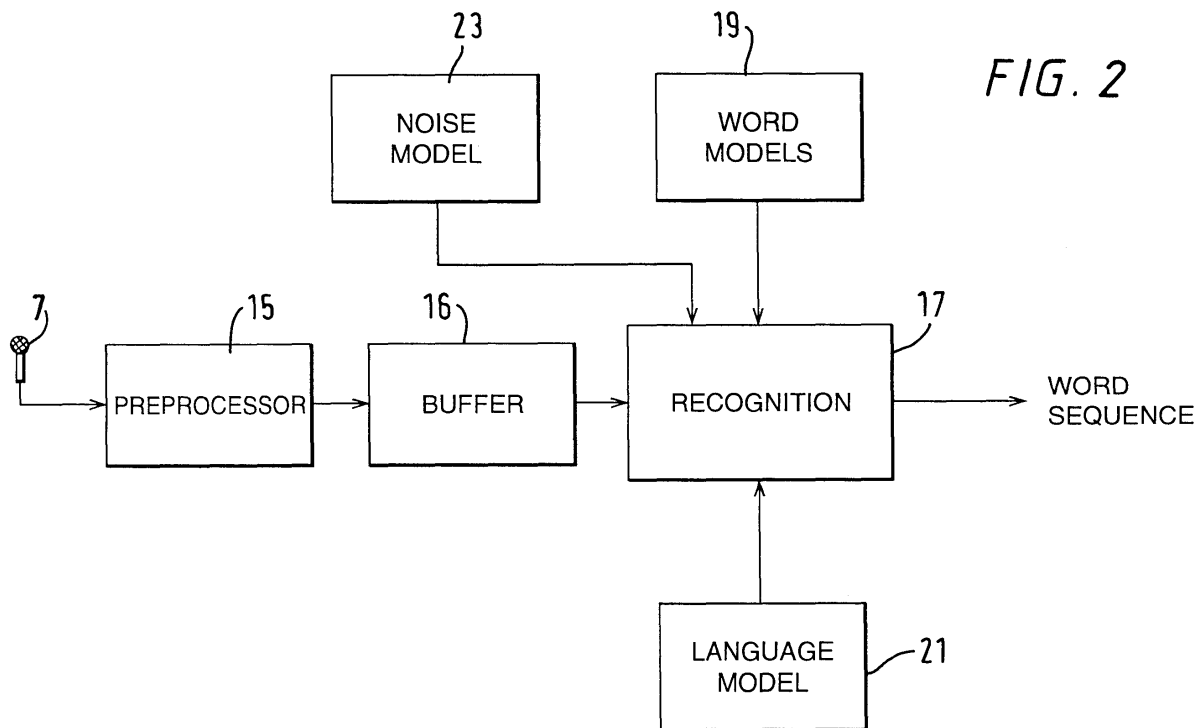 23
19
FIG. 2
NOISE
MODEL
WORD
MODELS
7
15
16
17
PREPROCESSOR
BUFFER
RECOGNITION
WORD
SEQUENCE
LANGUAGE
MODEL
21